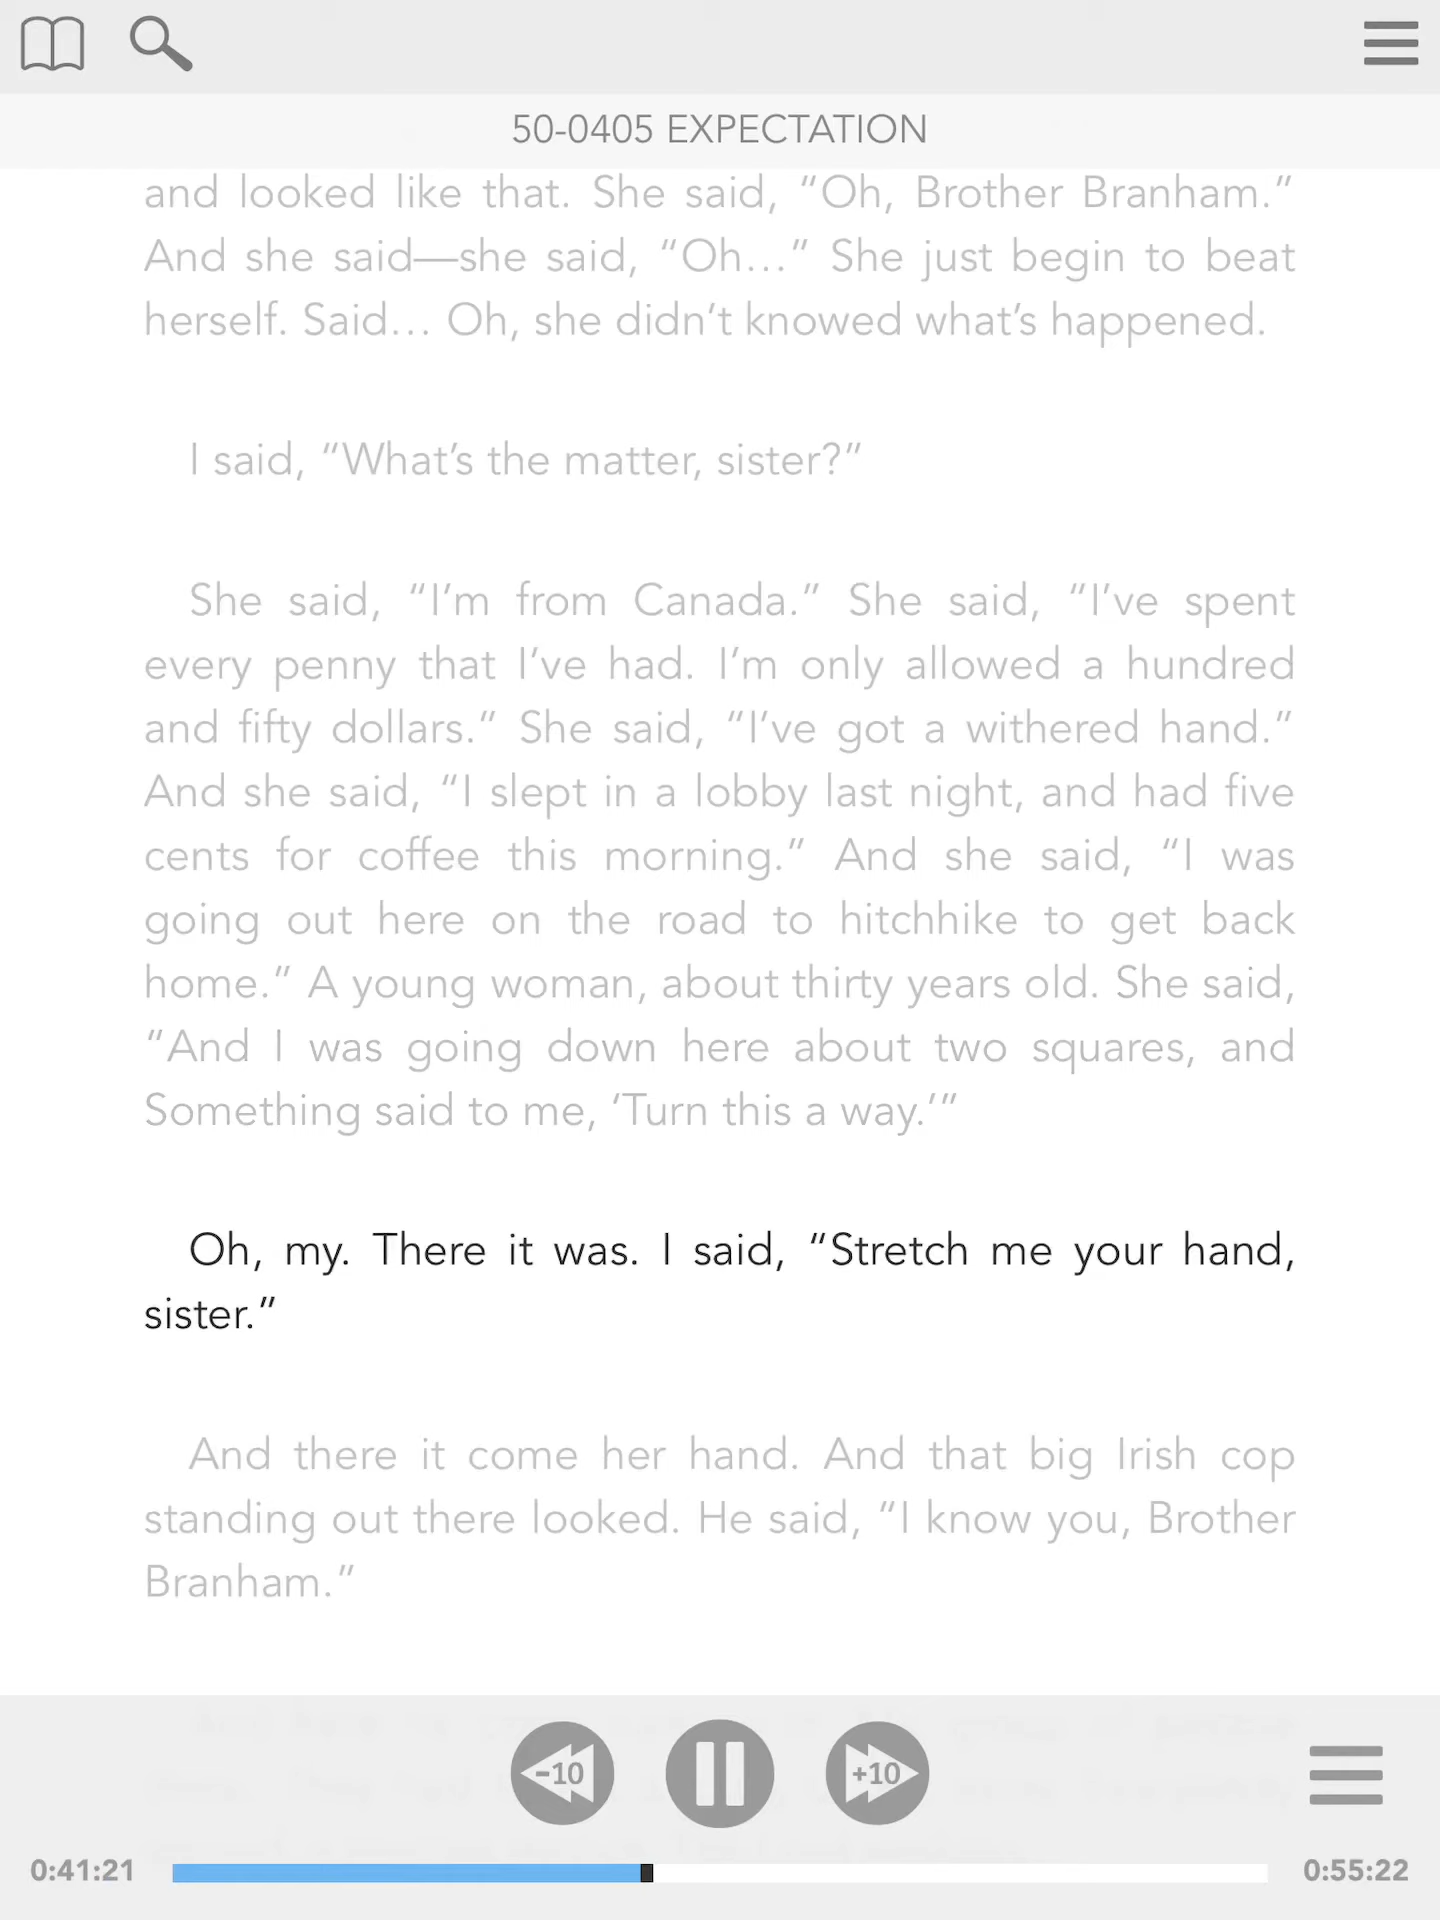 50-0405 EXPECTATION
and looked like that. She said, “Oh, Brother Branham.”
And she said—she said, “Oh…” She just begin to beat
herself. Said… Oh, she didn’t knowed what’s happened.
I said, “What’s the matter, sister?”
She said, “I’m from Canada.” She said, “I’ve spent
every penny that I’ve had. I’m only allowed a hundred
and fifty dollars.” She said, “I’ve got a withered hand.”
And she said, “I slept in a lobby last night, and had five
cents for coffee this morning.” And she said, “I was
going out here on the road to hitchhike to get back
home.” A young woman, about thirty years old. She said,
“And I was going down here about two squares, and
Something said to me, ‘Turn this a way.’”
Oh, my. There it was. I said, “Stretch me your hand,
sister.”
And there it come her hand. And that big Irish cop
standing out there looked. He said, “I know you, Brother
Branham.”
-10 +10
0:41:21 0:55:22